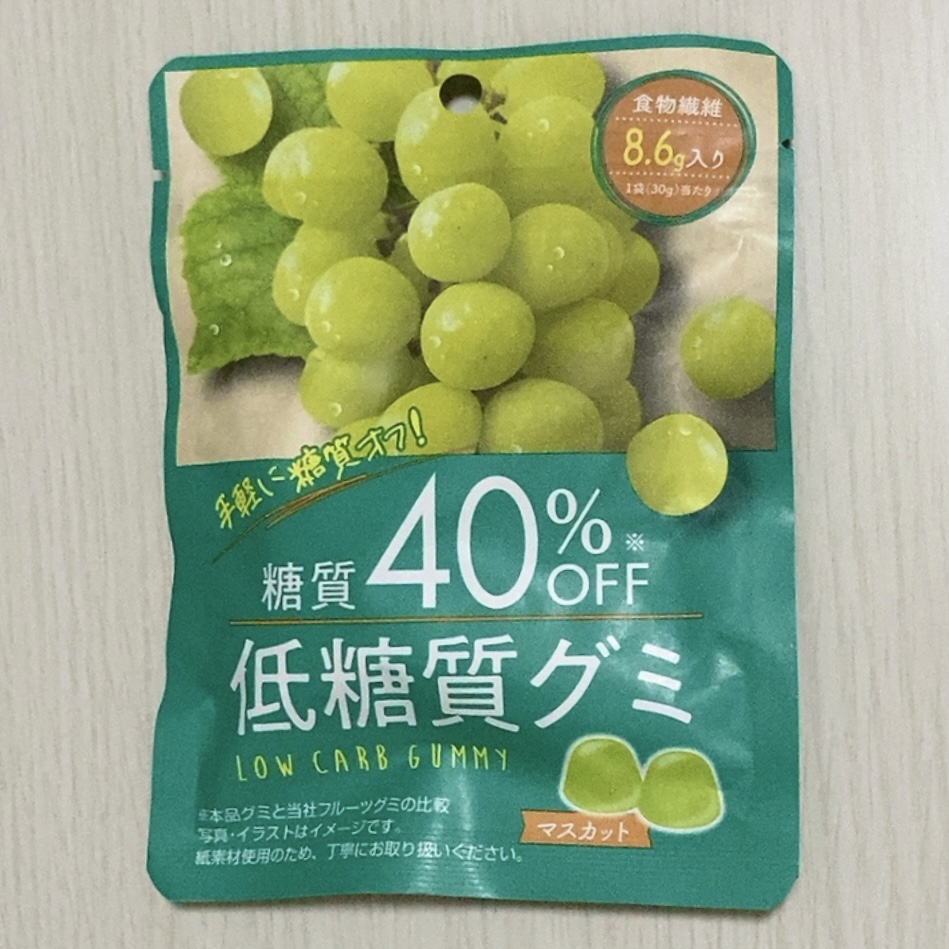 食物繊維
8.6g入り
1袋(30g)当たり
手軽に糖質オフ!
糖質40%※OFF
低糖質グミ
LOW CARB GUMMY
マスカット
※本品グミと当社フルーツグミの比較
写真・イラストはイメージです。
紙素材使用のため、丁寧にお取り扱いください。